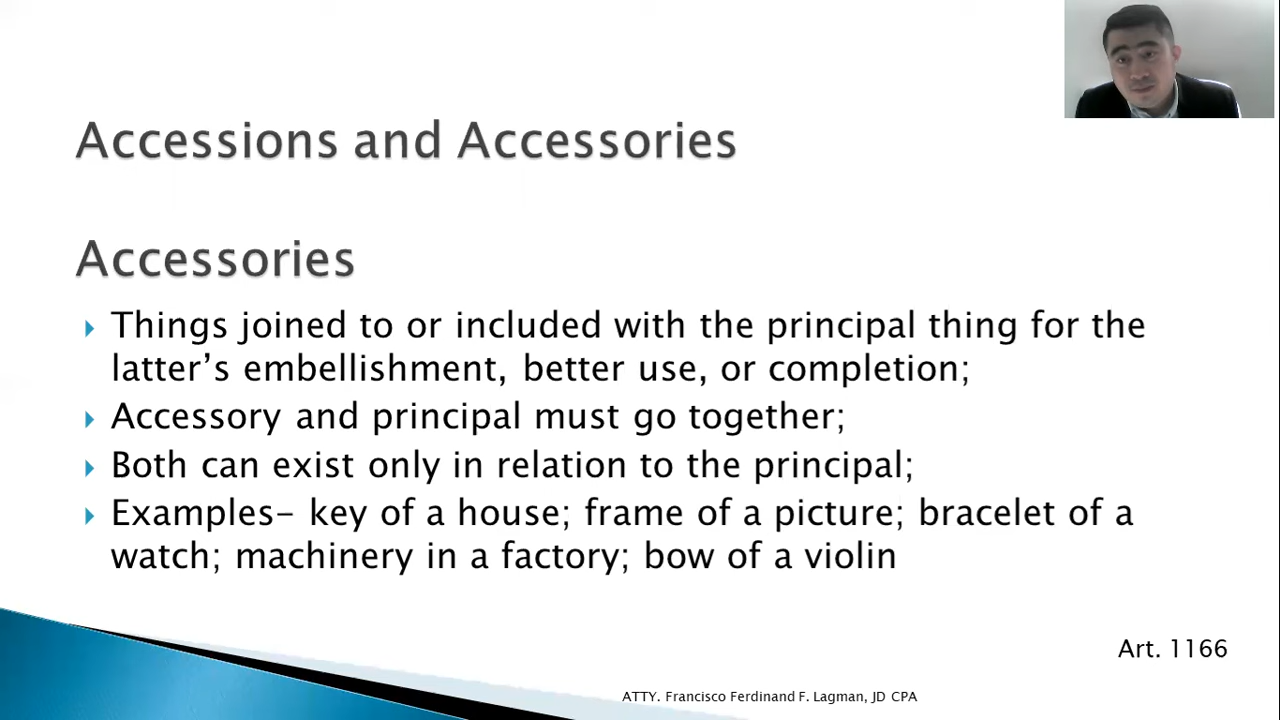 Accessions and Accessories
Accessories
Things joined to or included with the principal thing for the
latter’s embellishment, better use, or completion;
Accessory and principal must go together;
Both can exist only in relation to the principal;
Examples- key of a house; frame of a picture; bracelet of a
watch; machinery in a factory; bow of a violin
Art. 1166
ATTY. Francisco Ferdinand F. Lagman, JD CPA